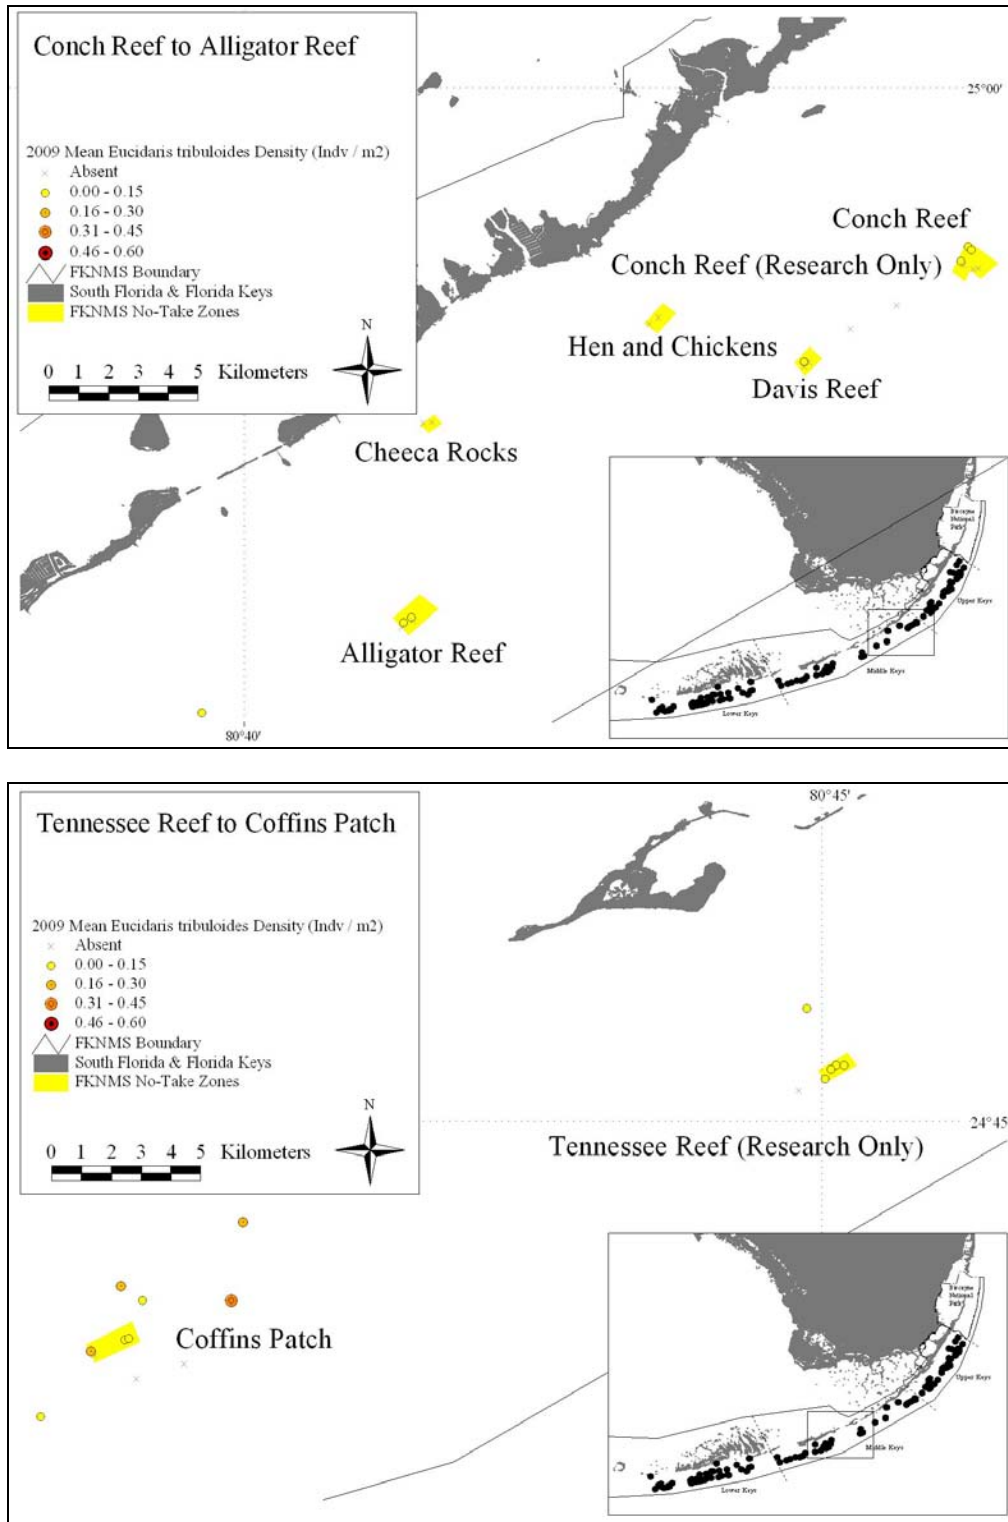 Conch Reef to Alligator Reef
2009 Mean Eucidaris tribuloides Density (Indv / m2)
Absent
0.00 - 0.15
0.16 - 0.30
0.31 - 0.45
0.46 - 0.60
FKNMS Boundary
South Florida & Florida Keys
FKNMS No-Take Zones
N
0 1 2 3 4 5 Kilometers
25°00'
Conch Reef
Conch Reef (Research Only)
Hen and Chickens
Davis Reef
Cheeca Rocks
Alligator Reef
80°40'
Biscayne
National
Park
Upper Keys
Middle Keys
Lower Keys
Tennessee Reef to Coffins Patch
2009 Mean Eucidaris tribuloides Density (Indv / m2)
Absent
0.00 - 0.15
0.16 - 0.30
0.31 - 0.45
0.46 - 0.60
FKNMS Boundary
South Florida & Florida Keys
FKNMS No-Take Zones
N
0 1 2 3 4 5 Kilometers
80°45'
24°45'
Tennessee Reef (Research Only)
Coffins Patch
Biscayne
National
Park
Upper Keys
Middle Keys
Lower Keys